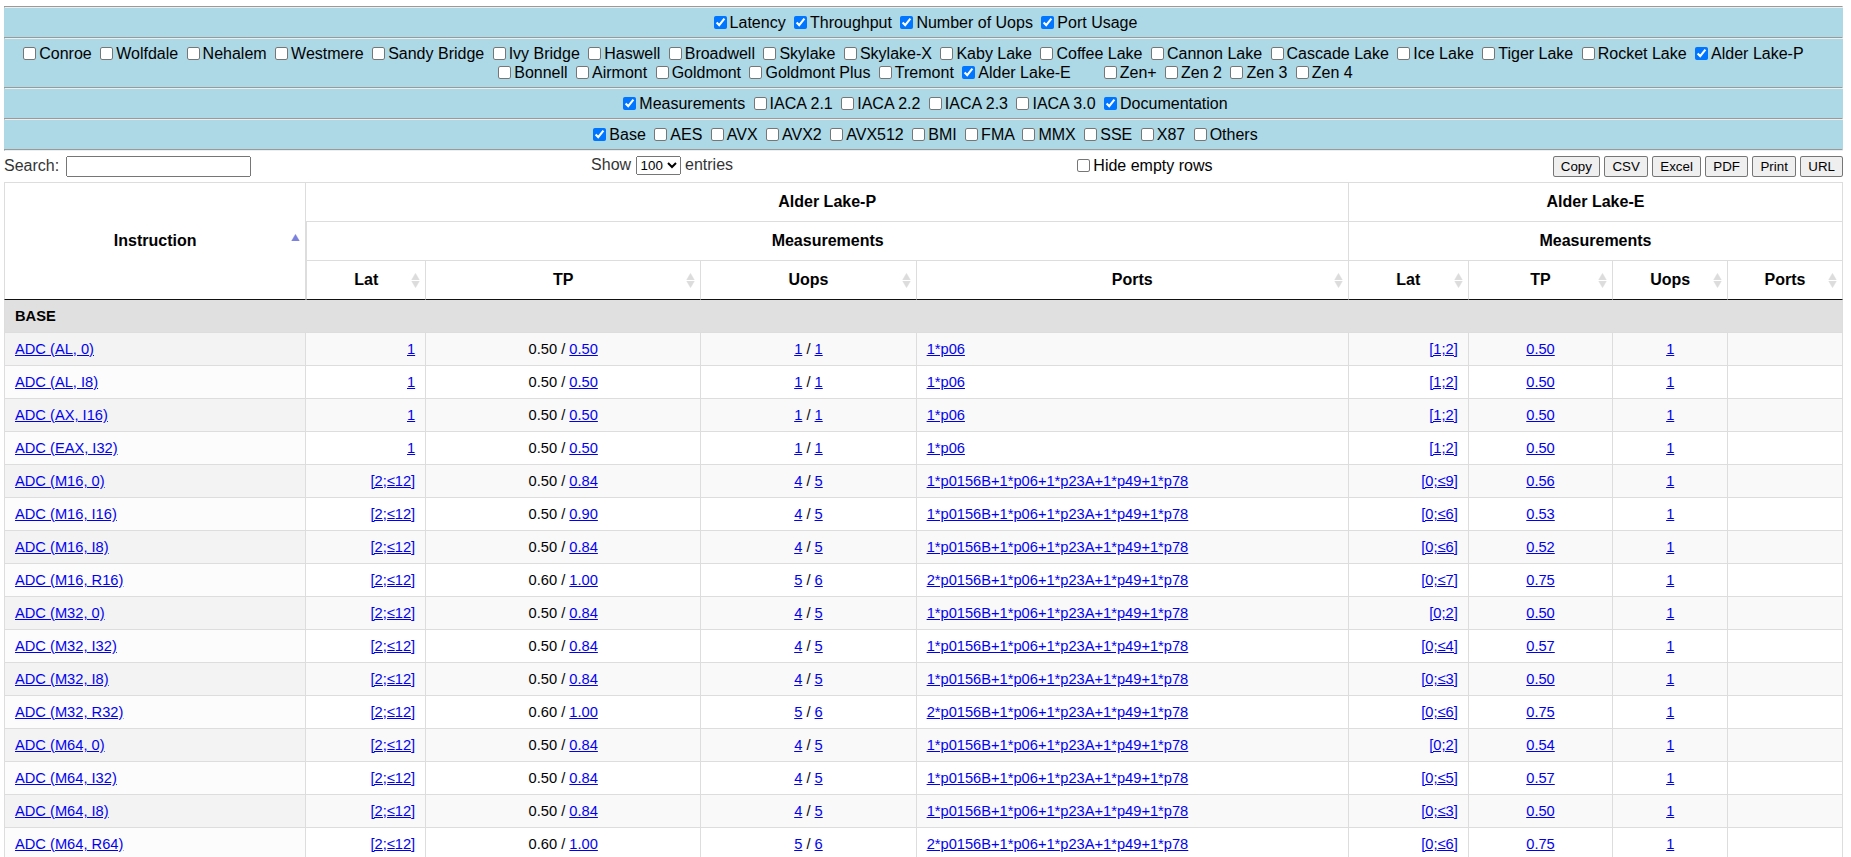 Latency Throughput Number of Uops Port Usage
Conroe Wolfdale Nehalem Westmere Sandy Bridge Ivy Bridge Haswell Broadwell Skylake Skylake-X Kaby Lake Coffee Lake Cannon Lake Cascade Lake Ice Lake Tiger Lake Rocket Lake Alder Lake-P
Bonnell Airmont Goldmont Goldmont Plus Tremont Alder Lake-E Zen+ Zen 2 Zen 3 Zen 4
Measurements IACA 2.1 IACA 2.2 IACA 2.3 IACA 3.0 Documentation
Base AES AVX AVX2 AVX512 BMI FMA MMX SSE X87 Others
Search: Show 100 entries Hide empty rows Copy CSV Excel PDF Print URL
Alder Lake-P Alder Lake-E
Instruction Measurements Measurements
Lat TP Uops Ports Lat TP Uops Ports
BASE
ADC (AL, 0) 1 0.50 / 0.50 1 / 1 1*p06 [1;2] 0.50 1
ADC (AL, I8) 1 0.50 / 0.50 1 / 1 1*p06 [1;2] 0.50 1
ADC (AX, I16) 1 0.50 / 0.50 1 / 1 1*p06 [1;2] 0.50 1
ADC (EAX, I32) 1 0.50 / 0.50 1 / 1 1*p06 [1;2] 0.50 1
ADC (M16, 0) [2;≤12] 0.50 / 0.84 4 / 5 1*p0156B+1*p06+1*p23A+1*p49+1*p78 [0;≤9] 0.56 1
ADC (M16, I16) [2;≤12] 0.50 / 0.90 4 / 5 1*p0156B+1*p06+1*p23A+1*p49+1*p78 [0;≤6] 0.53 1
ADC (M16, I8) [2;≤12] 0.50 / 0.84 4 / 5 1*p0156B+1*p06+1*p23A+1*p49+1*p78 [0;≤6] 0.52 1
ADC (M16, R16) [2;≤12] 0.60 / 1.00 5 / 6 2*p0156B+1*p06+1*p23A+1*p49+1*p78 [0;≤7] 0.75 1
ADC (M32, 0) [2;≤12] 0.50 / 0.84 4 / 5 1*p0156B+1*p06+1*p23A+1*p49+1*p78 [0;2] 0.50 1
ADC (M32, I32) [2;≤12] 0.50 / 0.84 4 / 5 1*p0156B+1*p06+1*p23A+1*p49+1*p78 [0;≤4] 0.57 1
ADC (M32, I8) [2;≤12] 0.50 / 0.84 4 / 5 1*p0156B+1*p06+1*p23A+1*p49+1*p78 [0;≤3] 0.50 1
ADC (M32, R32) [2;≤12] 0.60 / 1.00 5 / 6 2*p0156B+1*p06+1*p23A+1*p49+1*p78 [0;≤6] 0.75 1
ADC (M64, 0) [2;≤12] 0.50 / 0.84 4 / 5 1*p0156B+1*p06+1*p23A+1*p49+1*p78 [0;2] 0.54 1
ADC (M64, I32) [2;≤12] 0.50 / 0.84 4 / 5 1*p0156B+1*p06+1*p23A+1*p49+1*p78 [0;≤5] 0.57 1
ADC (M64, I8) [2;≤12] 0.50 / 0.84 4 / 5 1*p0156B+1*p06+1*p23A+1*p49+1*p78 [0;≤3] 0.50 1
ADC (M64, R64) [2;≤12] 0.60 / 1.00 5 / 6 2*p0156B+1*p06+1*p23A+1*p49+1*p78 [0;≤6] 0.75 1